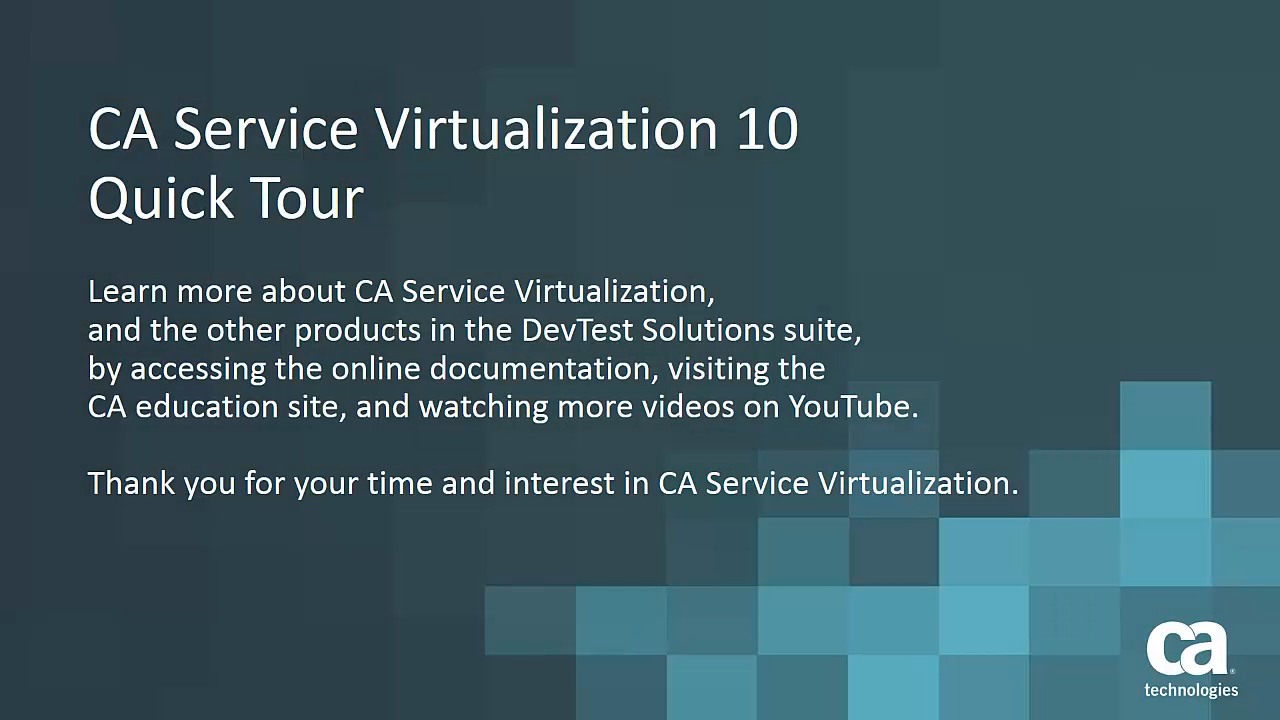 CA Service Virtualization 10
Quick Tour
Learn more about CA Service Virtualization,
and the other products in the DevTest Solutions suite,
by accessing the online documentation, visiting the
CA education site, and watching more videos on YouTube.
Thank you for your time and interest in CA Service Virtualization.
ca
technologies